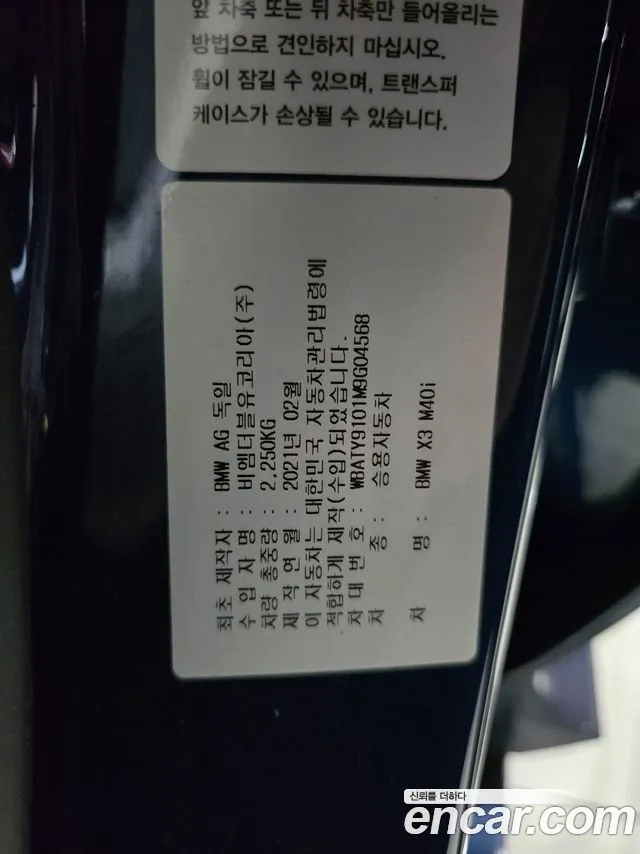 앞 차축 또는 뒤 차축만 들어올리는
방법으로 견인하지 마십시오.
휠이 잠길 수 있으며, 트랜스퍼
케이스가 손상될 수 있습니다.
최초 제작자 : BMW AG 독일
수 입 자 명 : 비엠더블유코리아(주)
차량 총중량 : 2,250KG
제 작 연 월 : 2021년 02월
이 자동차는 대한민국 자동차관리법령에
적합하게 제작(수입)되었습니다.
차 대 번 호 : WBATY9101M9G04568
차 종 : 승용자동차
차 명 : BMW X3 M40i
신뢰를 더하다
encar.com